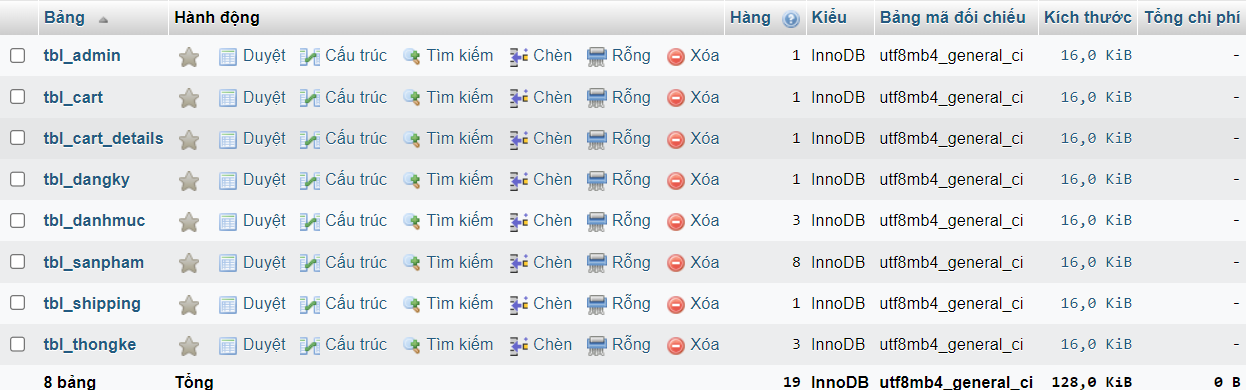 Bảng Hành động Hàng Kiểu Bảng mã đối chiếu Kích thước Tổng chi phí
tbl_admin Duyệt Cấu trúc Tìm kiếm Chèn Rỗng Xóa 1 InnoDB utf8mb4_general_ci 16,0 KiB -
tbl_cart Duyệt Cấu trúc Tìm kiếm Chèn Rỗng Xóa 1 InnoDB utf8mb4_general_ci 16,0 KiB -
tbl_cart_details Duyệt Cấu trúc Tìm kiếm Chèn Rỗng Xóa 1 InnoDB utf8mb4_general_ci 16,0 KiB -
tbl_dangky Duyệt Cấu trúc Tìm kiếm Chèn Rỗng Xóa 1 InnoDB utf8mb4_general_ci 16,0 KiB -
tbl_danhmuc Duyệt Cấu trúc Tìm kiếm Chèn Rỗng Xóa 3 InnoDB utf8mb4_general_ci 16,0 KiB -
tbl_sanpham Duyệt Cấu trúc Tìm kiếm Chèn Rỗng Xóa 8 InnoDB utf8mb4_general_ci 16,0 KiB -
tbl_shipping Duyệt Cấu trúc Tìm kiếm Chèn Rỗng Xóa 1 InnoDB utf8mb4_general_ci 16,0 KiB -
tbl_thongke Duyệt Cấu trúc Tìm kiếm Chèn Rỗng Xóa 3 InnoDB utf8mb4_general_ci 16,0 KiB -
8 bảng Tổng 19 InnoDB utf8mb4_general_ci 128,0 KiB 0 B